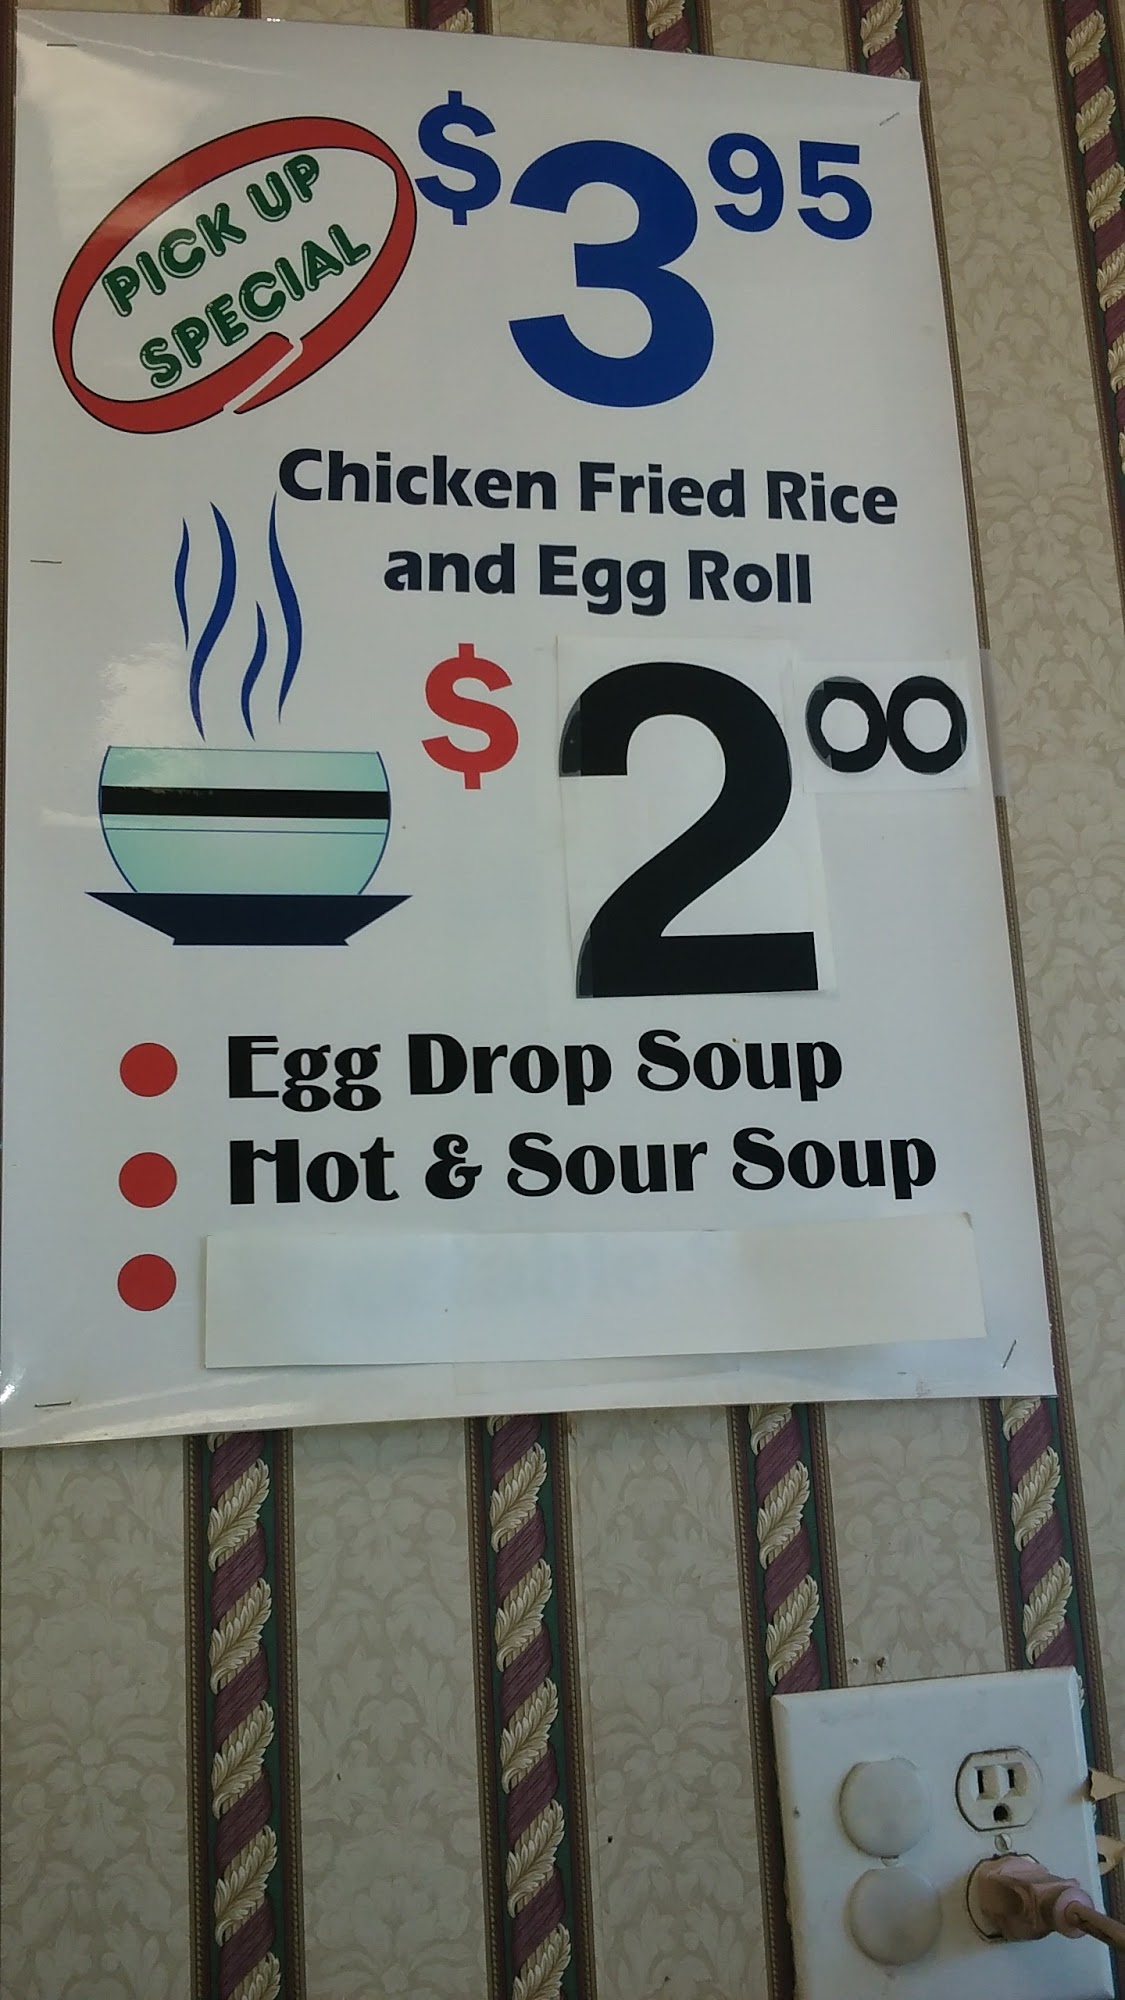 PICK UP
SPECIAL
$3.95
Chicken Fried Rice
and Egg Roll
$2.00
Egg Drop Soup
Hot & Sour Soup